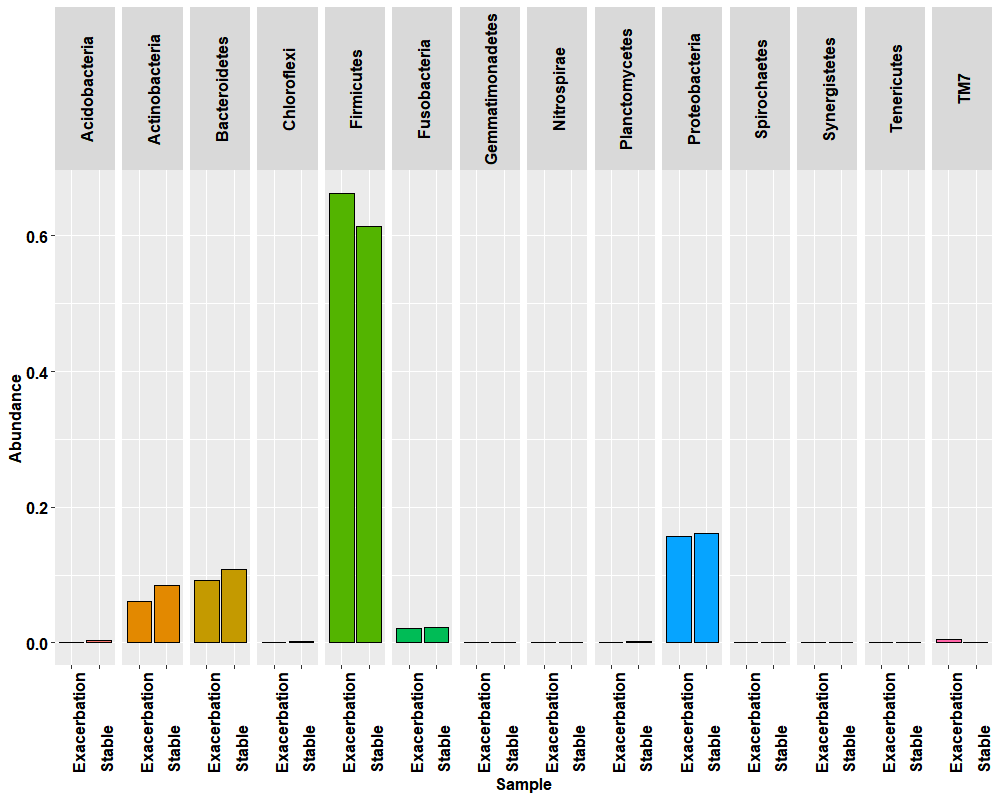 Acidobacteria
Actinobacteria
Bacteroidetes
Chloroflexi
Firmicutes
Fusobacteria
Gemmatimonadetes
Nitrospirae
Planctomycetes
Proteobacteria
Spirochaetes
Synergistetes
Tenericutes
TM7
Abundance
0.6
0.4
0.2
0.0
Exacerbation
Stable
Exacerbation
Stable
Exacerbation
Stable
Exacerbation
Stable
Exacerbation
Stable
Exacerbation
Stable
Exacerbation
Stable
Exacerbation
Stable
Exacerbation
Stable
Exacerbation
Stable
Exacerbation
Stable
Exacerbation
Stable
Exacerbation
Stable
Exacerbation
Stable
Sample